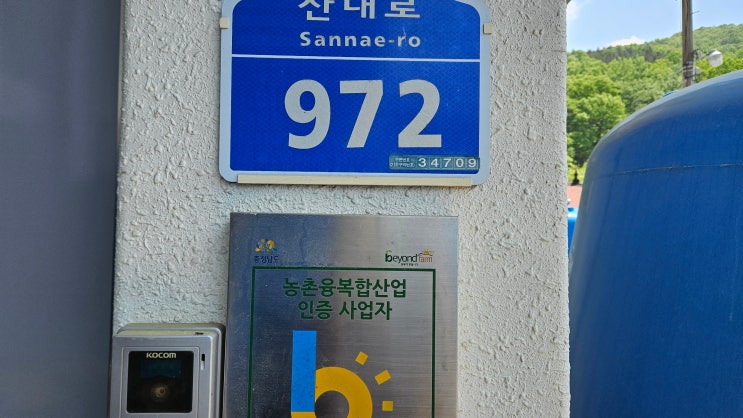 산내로
Sannae-ro
972
34709
충청남도
beyond farm
농촌융복합산업
인증 사업자
KOCOM